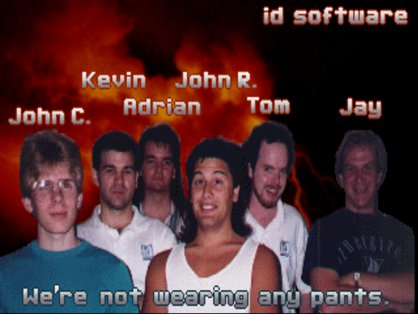 id software
Kevin John R.
John C. Adrian Tom Jay
We're not wearing any pants.